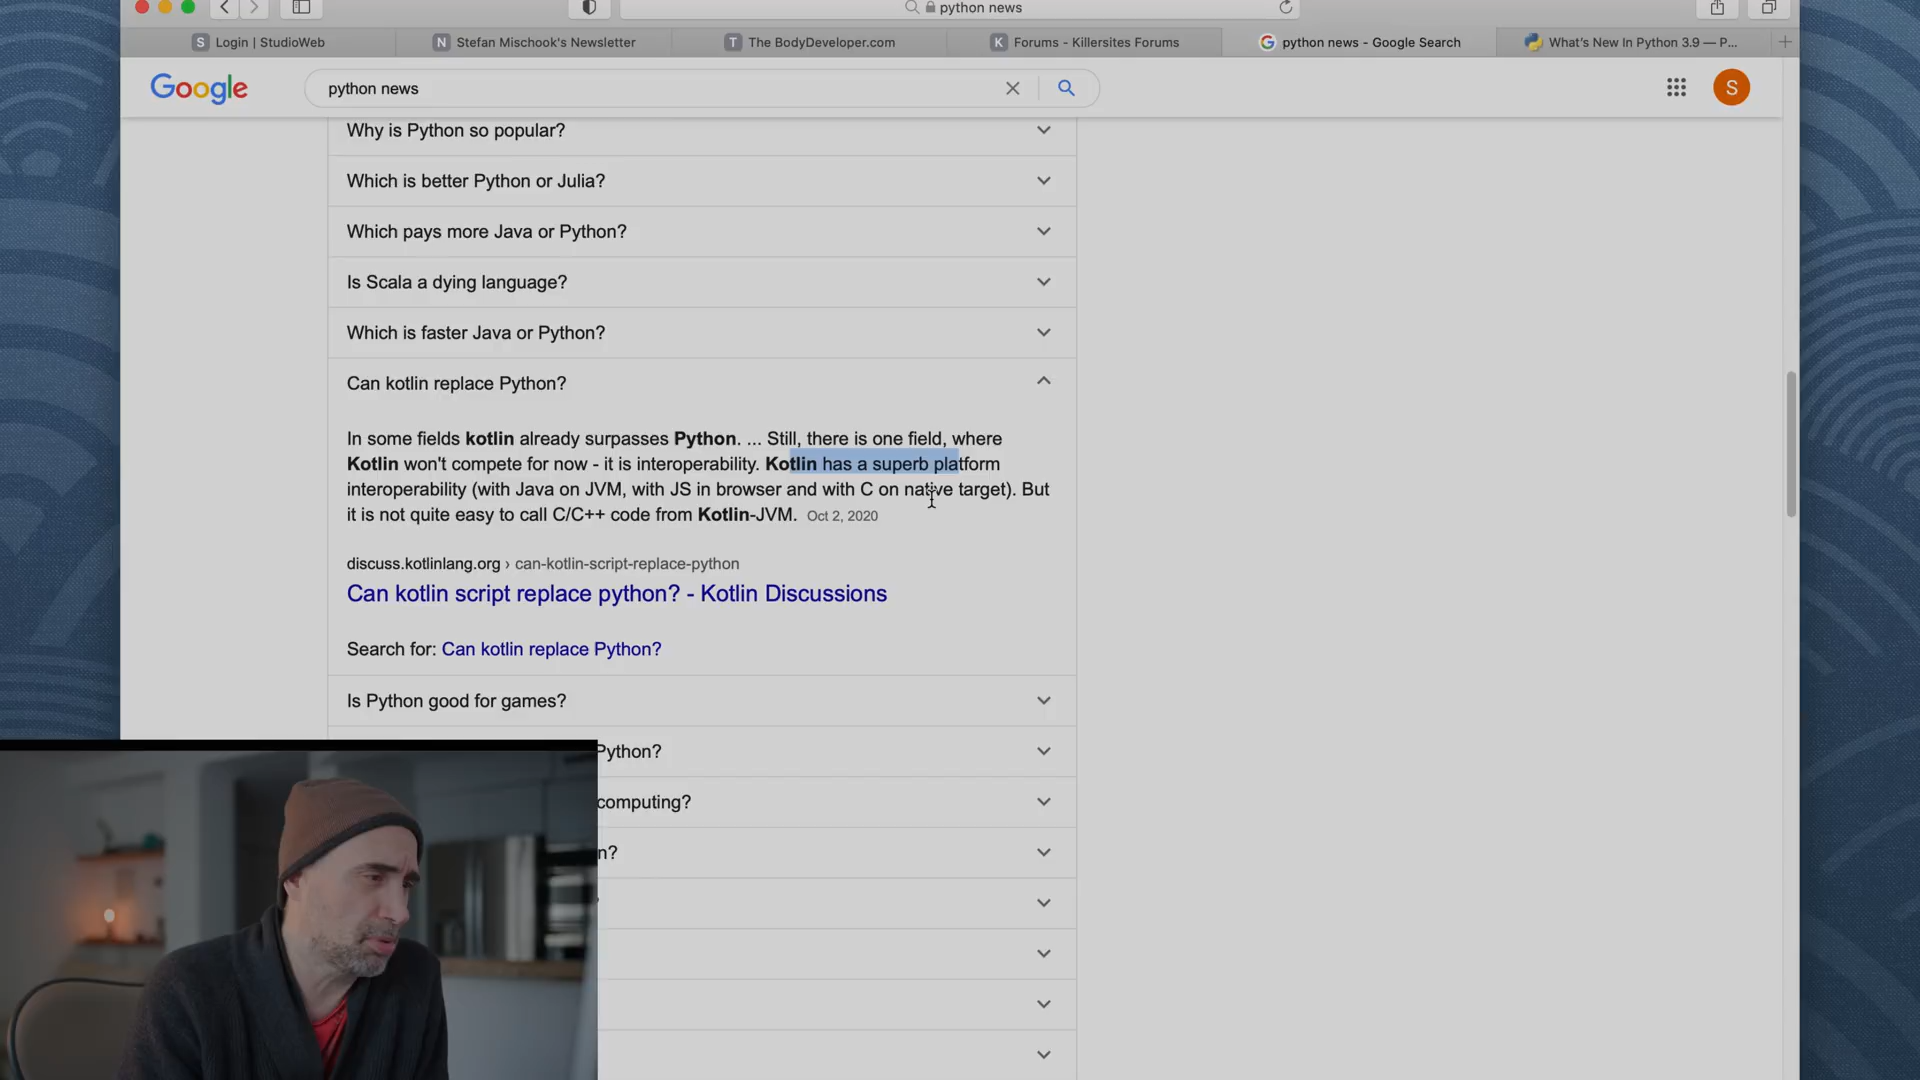 python news
S Login | StudioWeb
N Stefan Mischook's Newsletter
T The BodyDeveloper.com
K Forums - Killersites Forums
python news - Google Search
What's New In Python 3.9 — P...
Google
python news
S
Why is Python so popular?
Which is better Python or Julia?
Which pays more Java or Python?
Is Scala a dying language?
Which is faster Java or Python?
Can kotlin replace Python?
In some fields kotlin already surpasses Python. ... Still, there is one field, where
Kotlin won't compete for now - it is interoperability. Kotlin has a superb platform
interoperability (with Java on JVM, with JS in browser and with C on native target). But
it is not quite easy to call C/C++ code from Kotlin-JVM. Oct 2, 2020
discuss.kotlinlang.org › can-kotlin-script-replace-python
Can kotlin script replace python? - Kotlin Discussions
Search for: Can kotlin replace Python?
Is Python good for games?
Python?
computing?
n?